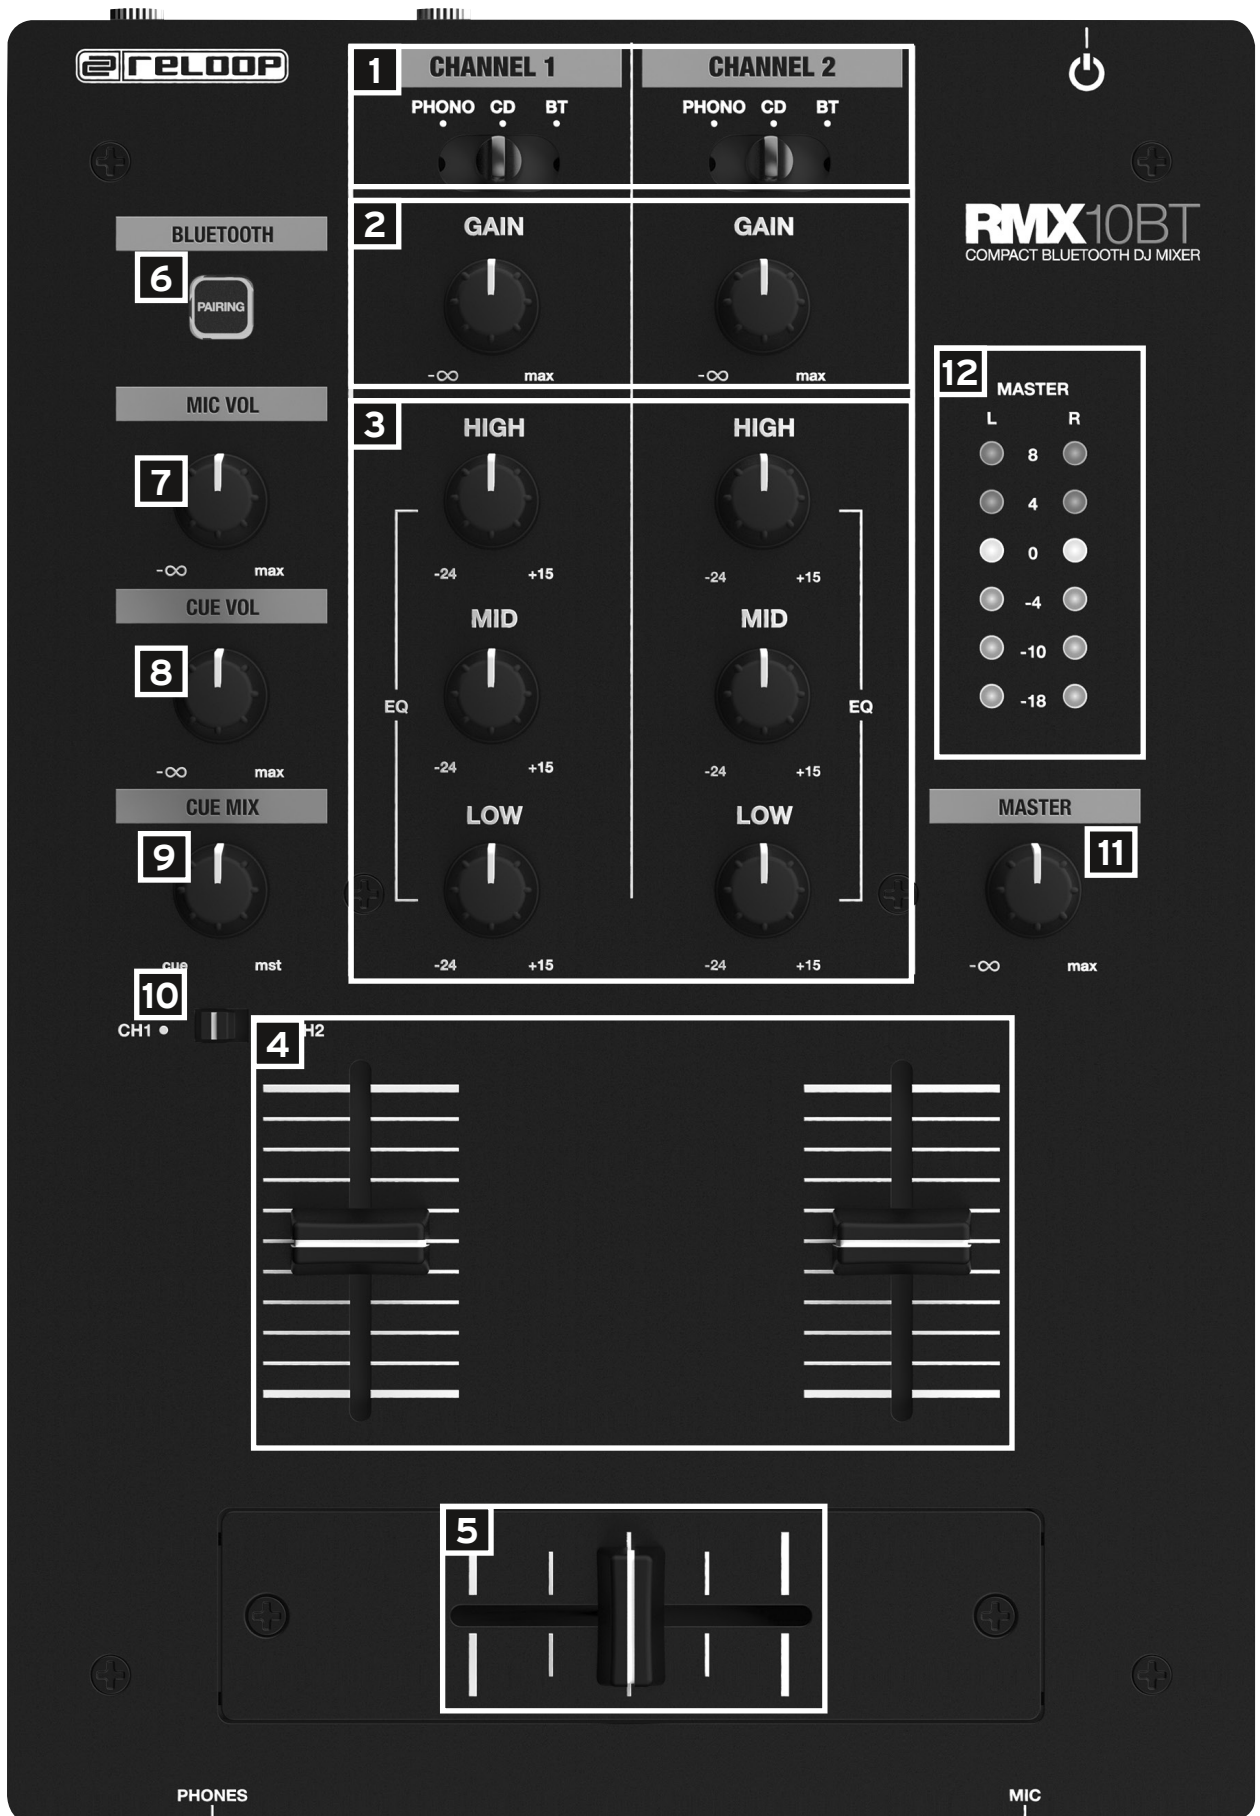 reloop
1 CHANNEL 1 CHANNEL 2
PHONO CD BT PHONO CD BT
2 GAIN GAIN
-∞ max -∞ max
RMX10BT
COMPACT BLUETOOTH DJ MIXER
BLUETOOTH
6
PAIRING
MIC VOL
7
-∞ max
CUE VOL
8
-∞ max
CUE MIX
9
cue mst
10
CH1 H2
3 HIGH HIGH
-24 +15 -24 +15
MID MID
EQ EQ
-24 +15 -24 +15
LOW LOW
-24 +15 -24 +15
12
MASTER
L R
8
4
0
-4
-10
-18
MASTER
11
-∞ max
4
5
PHONES MIC